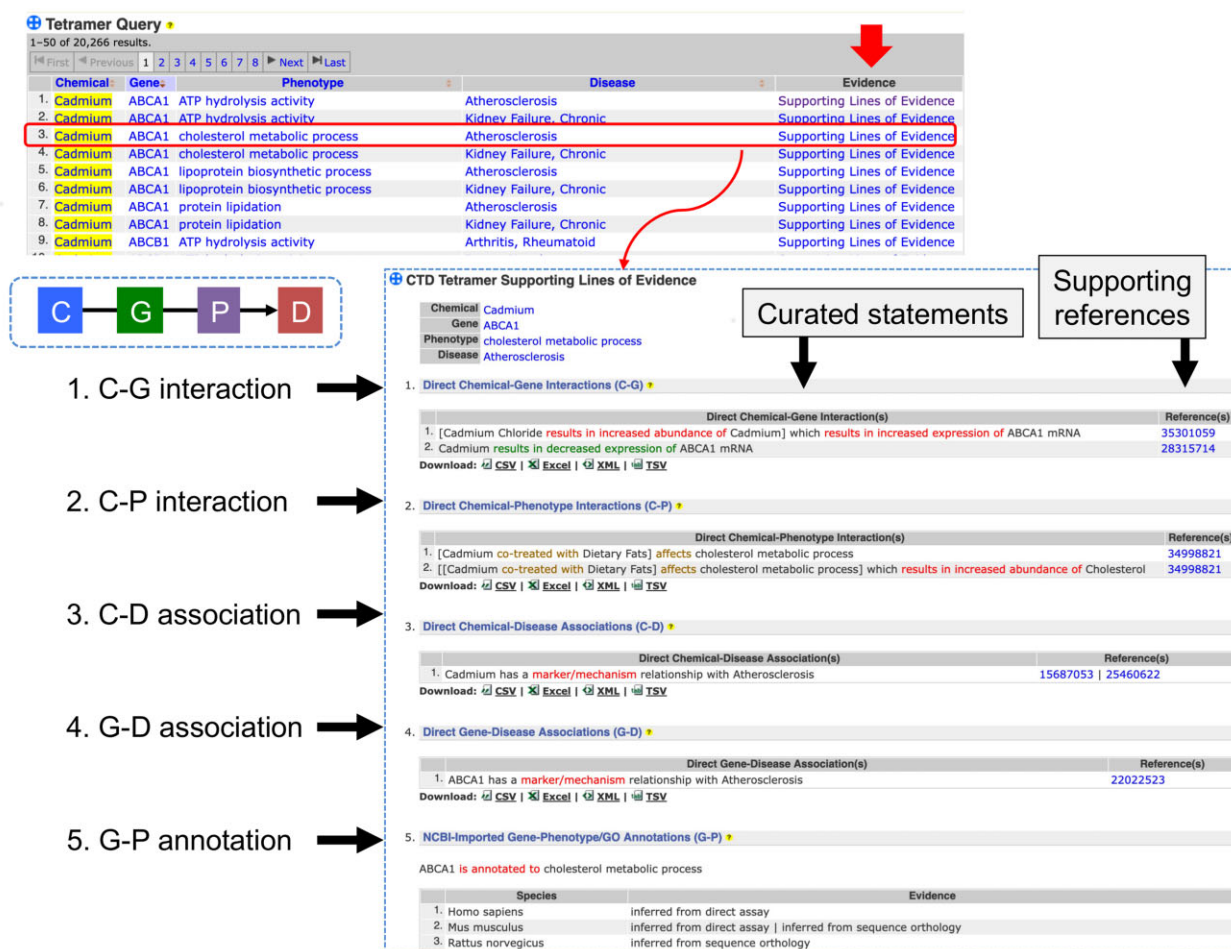 Tetramer Query ?
1–50 of 20,266 results.
First Previous 1 2 3 4 5 6 7 8 Next Last
Chemical Gene Phenotype Disease Evidence
1. Cadmium ABCA1 ATP hydrolysis activity Atherosclerosis Supporting Lines of Evidence
2. Cadmium ABCA1 ATP hydrolysis activity Kidney Failure, Chronic Supporting Lines of Evidence
3. Cadmium ABCA1 cholesterol metabolic process Atherosclerosis Supporting Lines of Evidence
4. Cadmium ABCA1 cholesterol metabolic process Kidney Failure, Chronic Supporting Lines of Evidence
5. Cadmium ABCA1 lipoprotein biosynthetic process Atherosclerosis Supporting Lines of Evidence
6. Cadmium ABCA1 lipoprotein biosynthetic process Kidney Failure, Chronic Supporting Lines of Evidence
7. Cadmium ABCA1 protein lipidation Atherosclerosis Supporting Lines of Evidence
8. Cadmium ABCA1 protein lipidation Kidney Failure, Chronic Supporting Lines of Evidence
9. Cadmium ABCB1 ATP hydrolysis activity Arthritis, Rheumatoid Supporting Lines of Evidence
C G P D
CTD Tetramer Supporting Lines of Evidence
Chemical Cadmium
Gene ABCA1
Phenotype cholesterol metabolic process
Disease Atherosclerosis
Curated statements
Supporting
references
1. C-G interaction
1. Direct Chemical-Gene Interactions (C-G) ?
Direct Chemical-Gene Interaction(s) Reference(s)
1. [Cadmium Chloride results in increased abundance of Cadmium] which results in increased expression of ABCA1 mRNA 35301059
2. Cadmium results in decreased expression of ABCA1 mRNA 28315714
Download: CSV | Excel | XML | TSV
2. C-P interaction
2. Direct Chemical-Phenotype Interactions (C-P) ?
Direct Chemical-Phenotype Interaction(s) Reference(s)
1. [Cadmium co-treated with Dietary Fats] affects cholesterol metabolic process 34998821
2. [[Cadmium co-treated with Dietary Fats] affects cholesterol metabolic process] which results in increased abundance of Cholesterol 34998821
Download: CSV | Excel | XML | TSV
3. C-D association
3. Direct Chemical-Disease Associations (C-D) ?
Direct Chemical-Disease Association(s) Reference(s)
1. Cadmium has a marker/mechanism relationship with Atherosclerosis 15687053 | 25460622
Download: CSV | Excel | XML | TSV
4. G-D association
4. Direct Gene-Disease Associations (G-D) ?
Direct Gene-Disease Association(s) Reference(s)
1. ABCA1 has a marker/mechanism relationship with Atherosclerosis 22022523
Download: CSV | Excel | XML | TSV
5. G-P annotation
5. NCBI-Imported Gene-Phenotype/GO Annotations (G-P) ?
ABCA1 is annotated to cholesterol metabolic process
Species Evidence
1. Homo sapiens inferred from direct assay
2. Mus musculus inferred from direct assay | inferred from sequence orthology
3. Rattus norvegicus inferred from sequence orthology